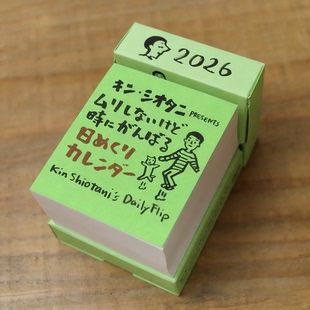 2026
キン・シオタニ PRESENTS
ムリしないけど
時にがんばる
日めくり
カレンダー
Kin Shiotani's Daily Flip